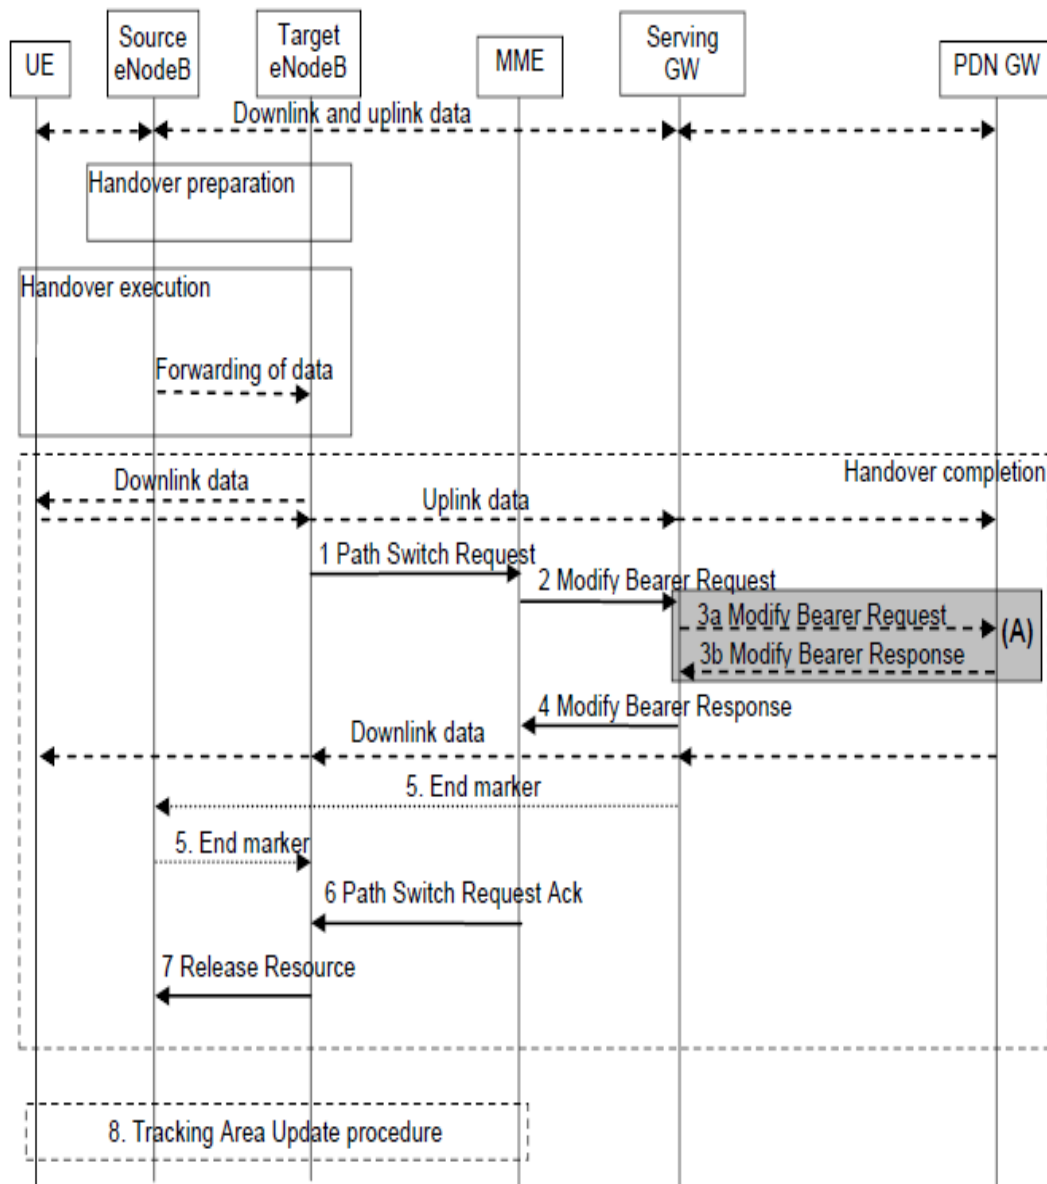 UE
Source
eNodeB
Target
eNodeB
MME
Serving
GW
PDN GW
Downlink and uplink data
Handover preparation
Handover execution
Forwarding of data
Handover completion
Downlink data
Uplink data
1 Path Switch Request
2 Modify Bearer Request
3a Modify Bearer Request
(A)
3b Modify Bearer Response
4 Modify Bearer Response
Downlink data
5. End marker
5. End marker
6 Path Switch Request Ack
7 Release Resource
8. Tracking Area Update procedure